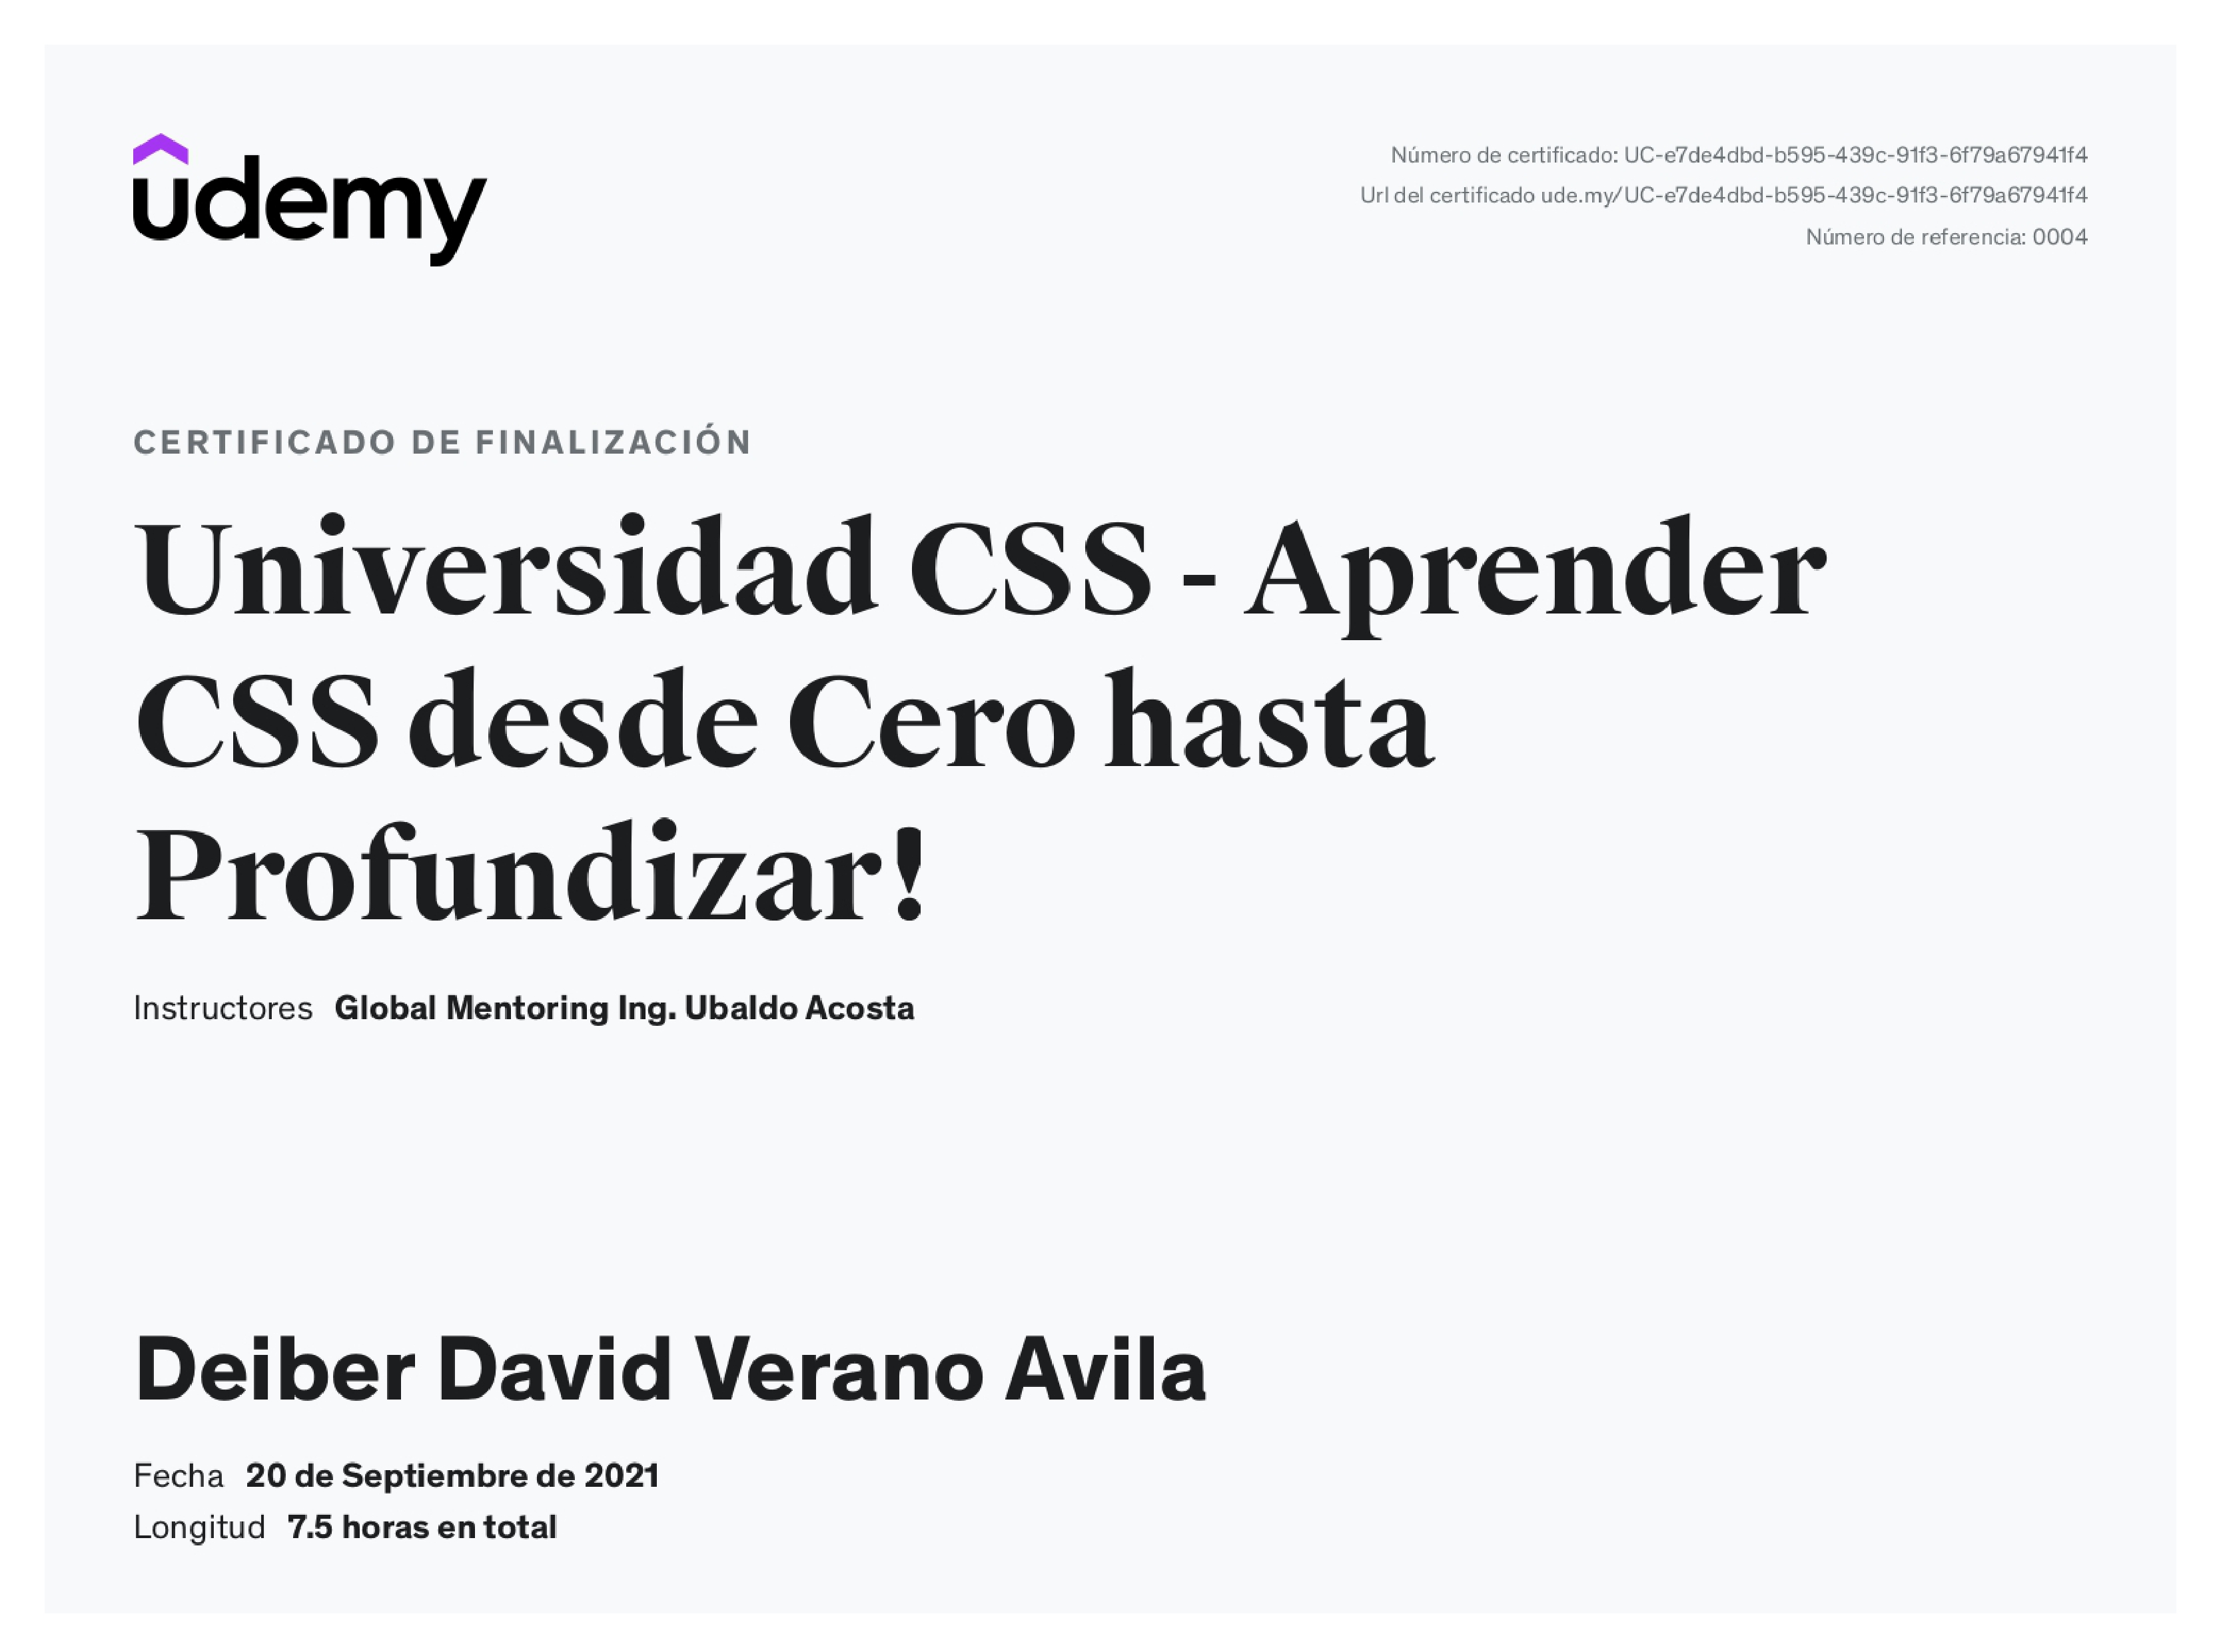 udemy
Número de certificado: UC-e7de4dbd-b595-439c-91f3-6f79a67941f4
Url del certificado ude.my/UC-e7de4dbd-b595-439c-91f3-6f79a67941f4
Número de referencia: 0004
CERTIFICADO DE FINALIZACIÓN
Universidad CSS - Aprender
CSS desde Cero hasta
Profundizar!
Instructores Global Mentoring Ing. Ubaldo Acosta
Deiber David Verano Avila
Fecha 20 de Septiembre de 2021
Longitud 7.5 horas en total